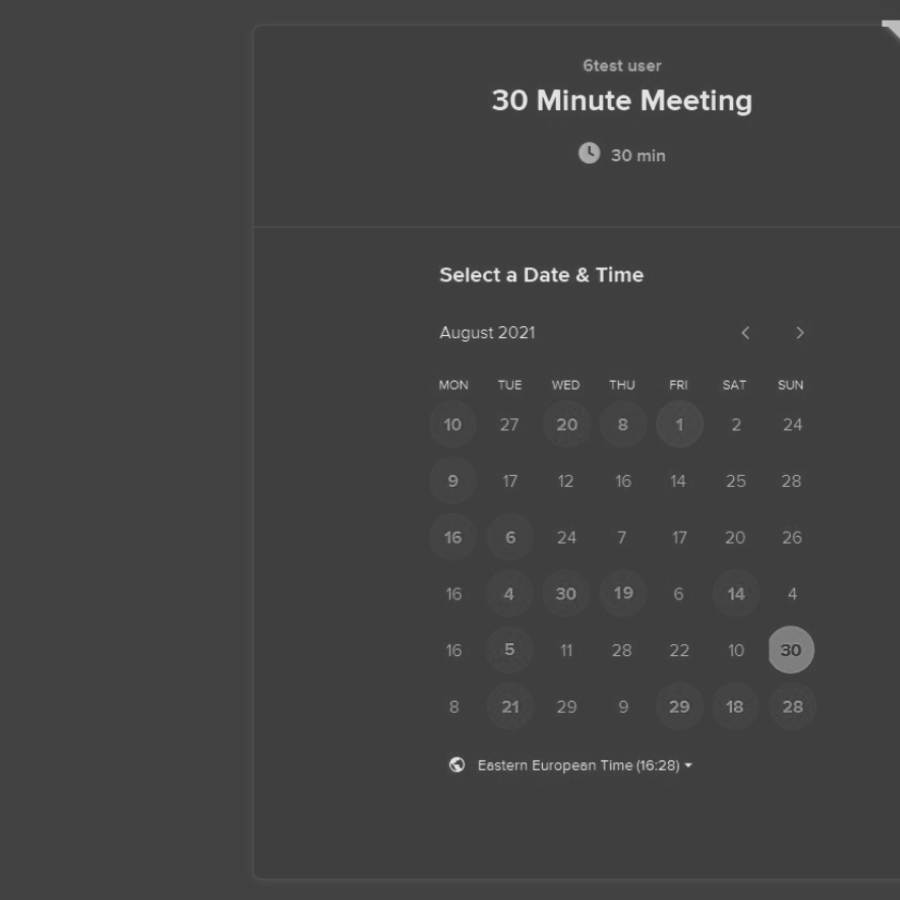 6test user
30 Minute Meeting
30 min
Select a Date & Time
August 2021
MON TUE WED THU FRI SAT SUN
10 27 20 8 1 2 24
9 17 12 16 14 25 28
16 6 24 7 17 20 26
16 4 30 19 6 14 4
16 5 11 28 22 10 30
8 21 29 9 29 18 28
Eastern European Time (16:28)